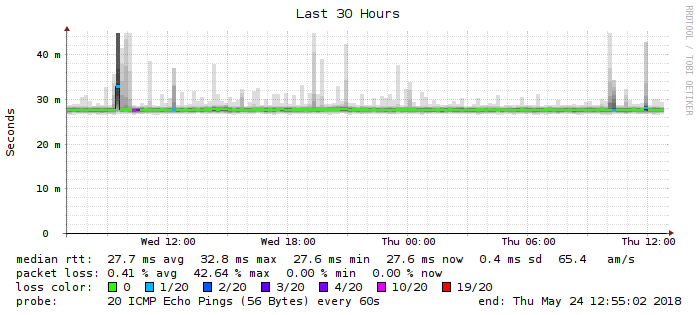 Last 30 Hours
RRDTOOL / TOBI OETIKER
Seconds
40 m
30 m
20 m
10 m
0
Wed 12:00 Wed 18:00 Thu 00:00 Thu 06:00 Thu 12:00
median rtt: 27.7 ms avg 32.8 ms max 27.6 ms min 27.6 ms now 0.4 ms sd 65.4 am/s
packet loss: 0.41 % avg 42.64 % max 0.00 % min 0.00 % now
loss color: 0 1/20 2/20 3/20 4/20 10/20 19/20
probe: 20 ICMP Echo Pings (56 Bytes) every 60s end: Thu May 24 12:55:02 2018